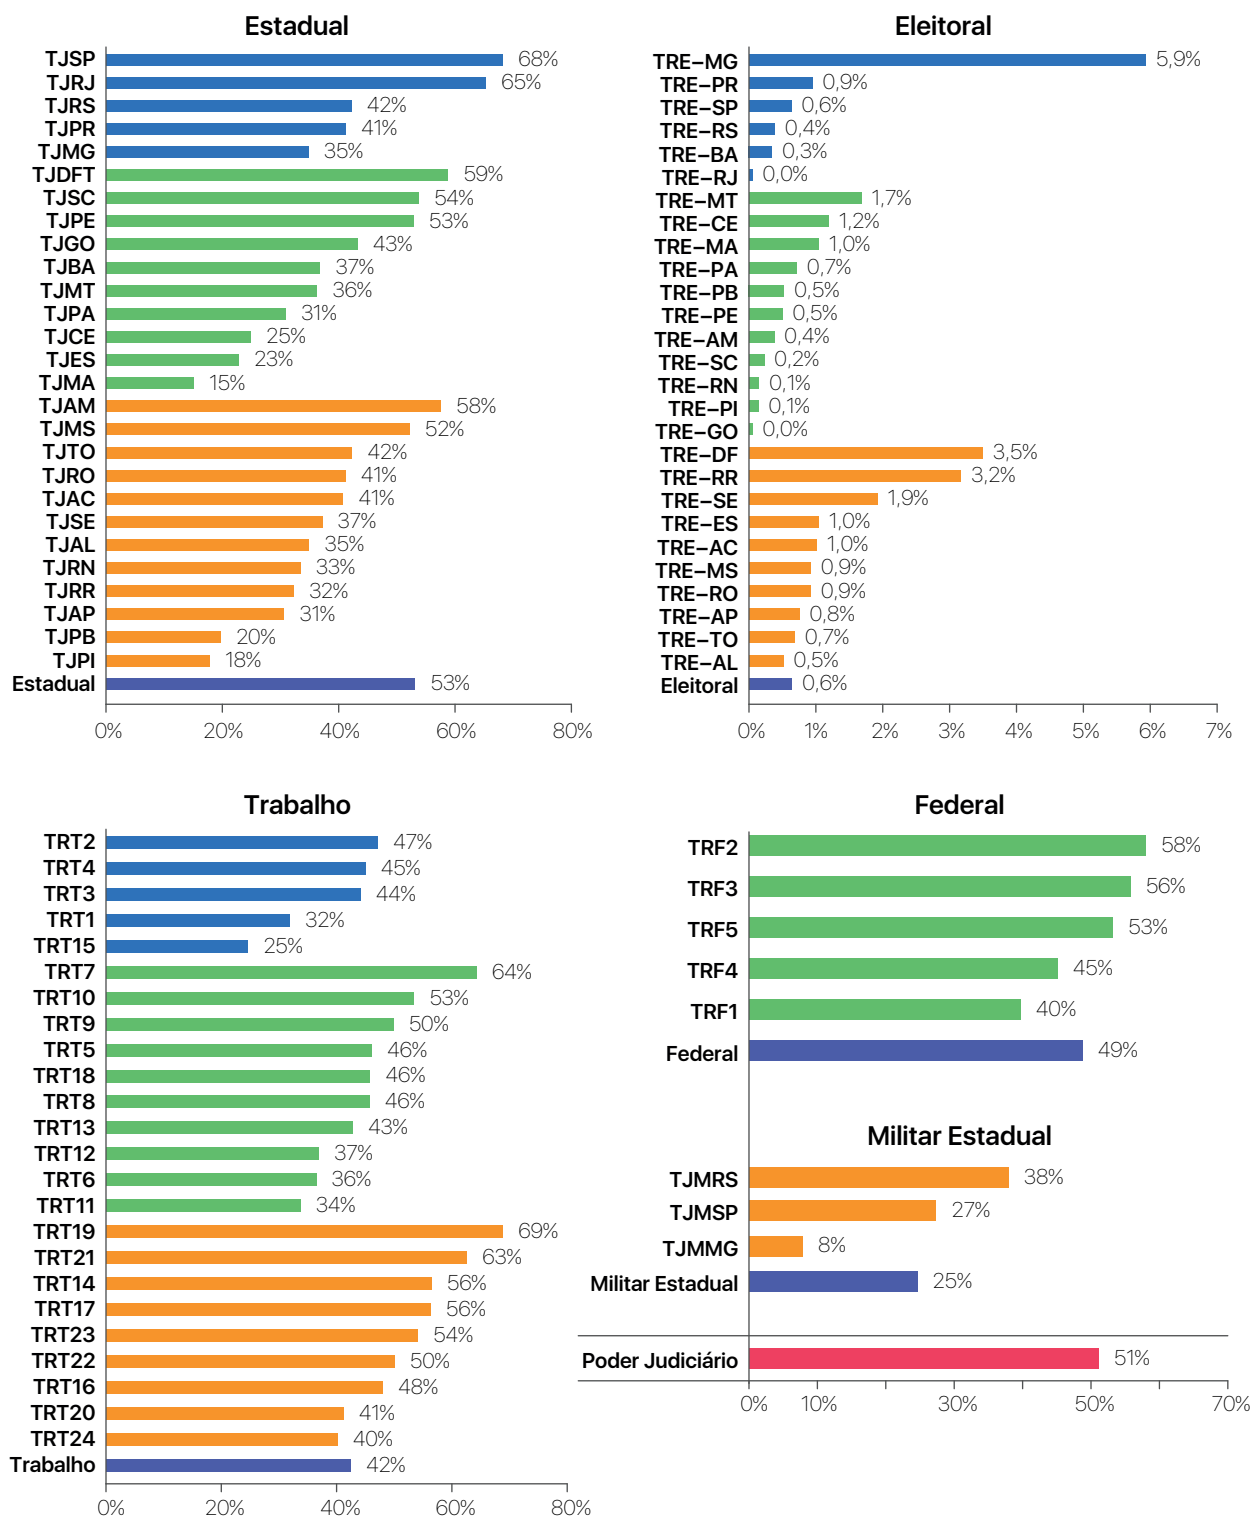 Estadual
TJSP 68%
TJRJ 65%
TJRS 42%
TJPR 41%
TJMG 35%
TJDFT 59%
TJSC 54%
TJPE 53%
TJGO 43%
TJBA 37%
TJMT 36%
TJPA 31%
TJCE 25%
TJES 23%
TJMA 15%
TJAM 58%
TJMS 52%
TJTO 42%
TJRO 41%
TJAC 41%
TJSE 37%
TJAL 35%
TJRN 33%
TJRR 32%
TJAP 31%
TJPB 20%
TJPI 18%
Estadual 53%
0% 20% 40% 60% 80%
Eleitoral
TRE–MG 5,9%
TRE–PR 0,9%
TRE–SP 0,6%
TRE–RS 0,4%
TRE–BA 0,3%
TRE–RJ 0,0%
TRE–MT 1,7%
TRE–CE 1,2%
TRE–MA 1,0%
TRE–PA 0,7%
TRE–PB 0,5%
TRE–PE 0,5%
TRE–AM 0,4%
TRE–SC 0,2%
TRE–RN 0,1%
TRE–PI 0,1%
TRE–GO 0,0%
TRE–DF 3,5%
TRE–RR 3,2%
TRE–SE 1,9%
TRE–ES 1,0%
TRE–AC 1,0%
TRE–MS 0,9%
TRE–RO 0,9%
TRE–AP 0,8%
TRE–TO 0,7%
TRE–AL 0,5%
Eleitoral 0,6%
0% 1% 2% 3% 4% 5% 6% 7%
Trabalho
TRT2 47%
TRT4 45%
TRT3 44%
TRT1 32%
TRT15 25%
TRT7 64%
TRT10 53%
TRT9 50%
TRT5 46%
TRT18 46%
TRT8 46%
TRT13 43%
TRT12 37%
TRT6 36%
TRT11 34%
TRT19 69%
TRT21 63%
TRT14 56%
TRT17 56%
TRT23 54%
TRT22 50%
TRT16 48%
TRT20 41%
TRT24 40%
Trabalho 42%
0% 20% 40% 60% 80%
Federal
TRF2 58%
TRF3 56%
TRF5 53%
TRF4 45%
TRF1 40%
Federal 49%
Militar Estadual
TJMRS 38%
TJMSP 27%
TJMMG 8%
Militar Estadual 25%
Poder Judiciário 51%
0% 10% 30% 50% 70%